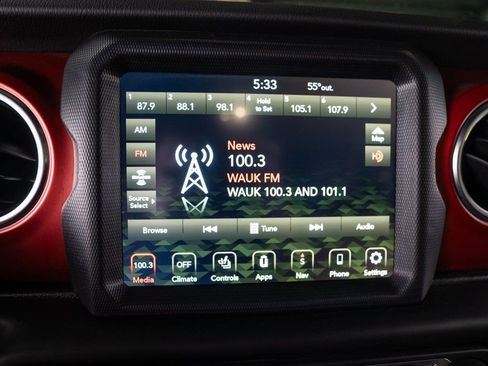 5:33 55°out.
1 87.9 2 88.1 3 98.1 4 Hold to Set 5 105.1 6 107.9
AM
Map
News
FM
100.3
WAUK FM
WAUK 100.3 AND 101.1
Source Select
Browse Tune Audio
100.3 OFF S
Media Climate Controls Apps Nav Phone Settings